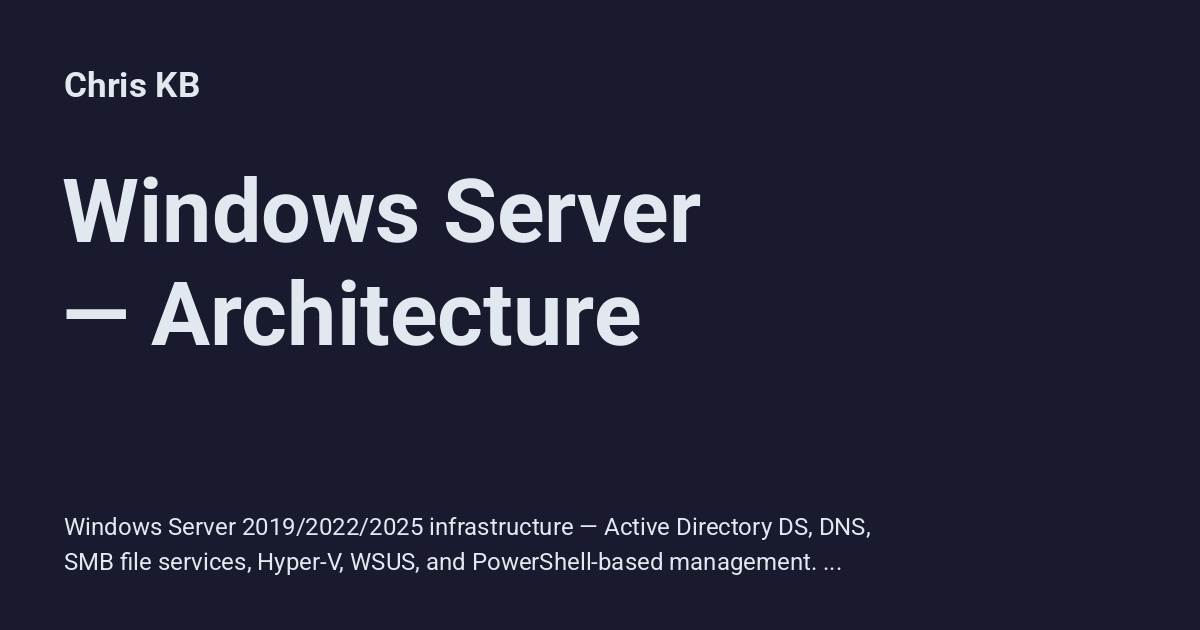 Chris KB
Windows Server
— Architecture
Windows Server 2019/2022/2025 infrastructure — Active Directory DS, DNS,
SMB file services, Hyper-V, WSUS, and PowerShell-based management. ...